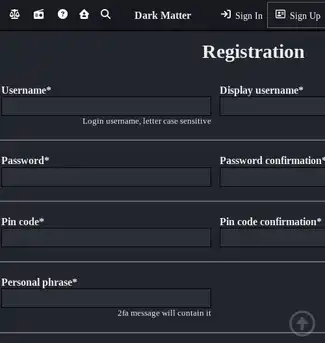 Dark Matter Sign In Sign Up
Registration
Username* Display username*
Login username, letter case sensitive
Password* Password confirmation*
Pin code* Pin code confirmation*
Personal phrase*
2fa message will contain it